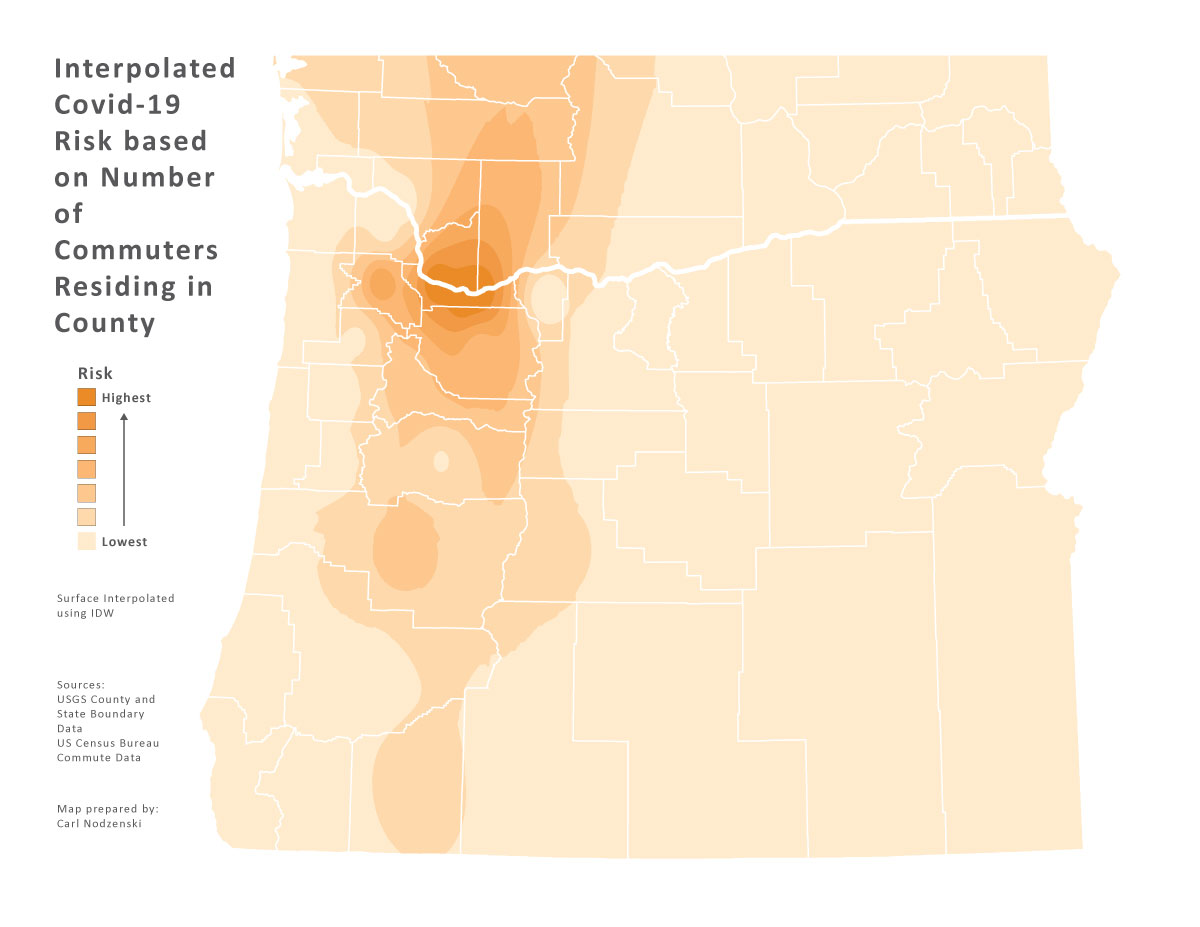 Interpolated
Covid-19
Risk based
on Number
of
Commuters
Residing in
County
Risk
Highest
Lowest
Surface Interpolated
using IDW
Sources:
USGS County and
State Boundary
Data
US Census Bureau
Commute Data
Map prepared by:
Carl Nodzenski